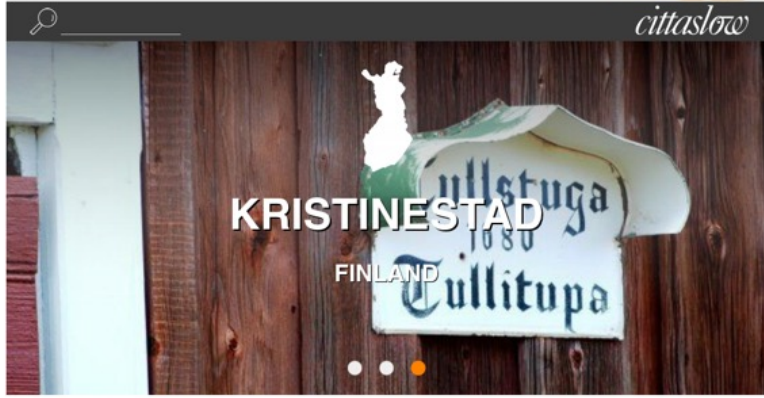 cittaslow
KRISTINESTAD
FINLAND
ullstuga
1680
Tullitupa